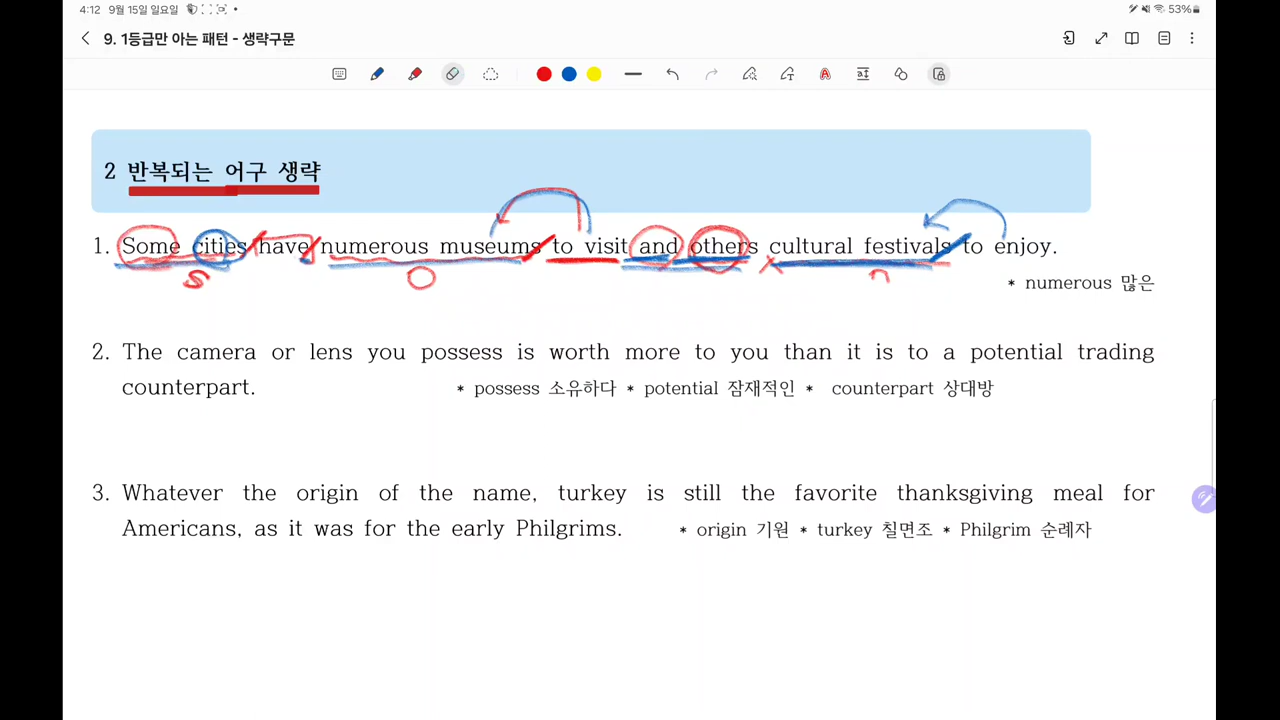 4:12 9월 15일 일요일
53%
9. 1등급만 아는 패턴 - 생략구문
2 반복되는 어구 생략
1. Some cities have numerous museums to visit and others cultural festivals to enjoy.
S O n
* numerous 많은
2. The camera or lens you possess is worth more to you than it is to a potential trading
counterpart. * possess 소유하다 * potential 잠재적인 * counterpart 상대방
3. Whatever the origin of the name, turkey is still the favorite thanksgiving meal for
Americans, as it was for the early Philgrims. * origin 기원 * turkey 칠면조 * Philgrim 순례자